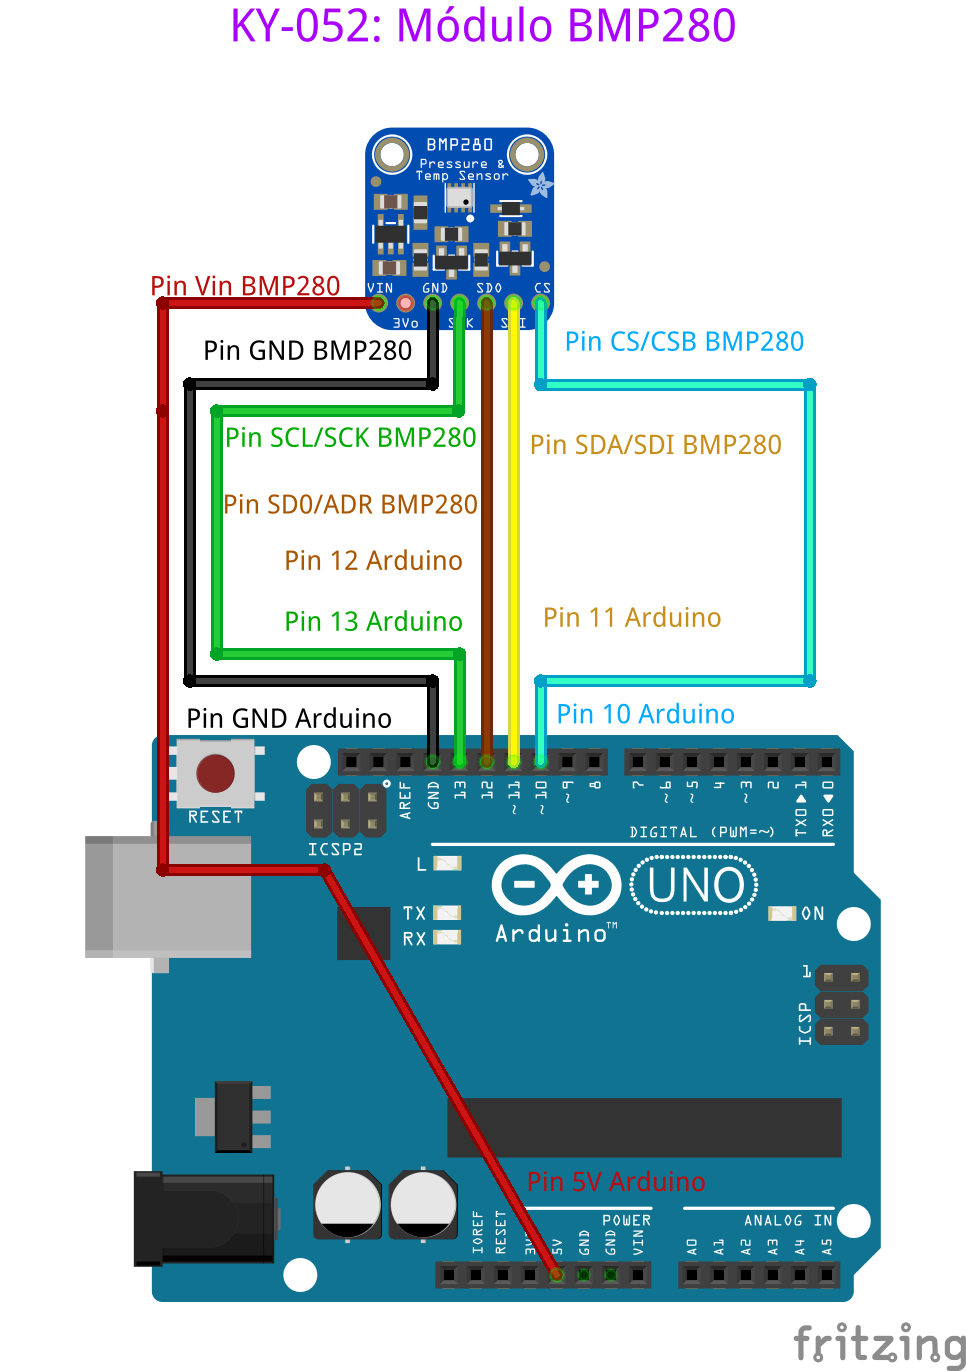 KY-052: Módulo BMP280
BMP280
Pressure &
Temp Sensor
Pin Vin BMP280
VIN GND SDO CS
3Vo
Pin GND BMP280
Pin CS/CSB BMP280
Pin SCL/SCK BMP280
Pin SDA/SDI BMP280
Pin SD0/ADR BMP280
Pin 12 Arduino
Pin 13 Arduino
Pin 11 Arduino
Pin GND Arduino
Pin 10 Arduino
RESET
AREF
GND
13
12
~11
~10
~9
8
7
~6
~5
4
~3
2
TX0▶1
RX0◀0
DIGITAL (PWM=~)
ICSP2
L
TX
RX
Arduino™
UNO
ON
1
ICSP
Pin 5V Arduino
POWER
ANALOG IN
IOREF
RESET
5V
GND
GND
VIN
A0
A1
A2
A3
A4
A5
fritzing